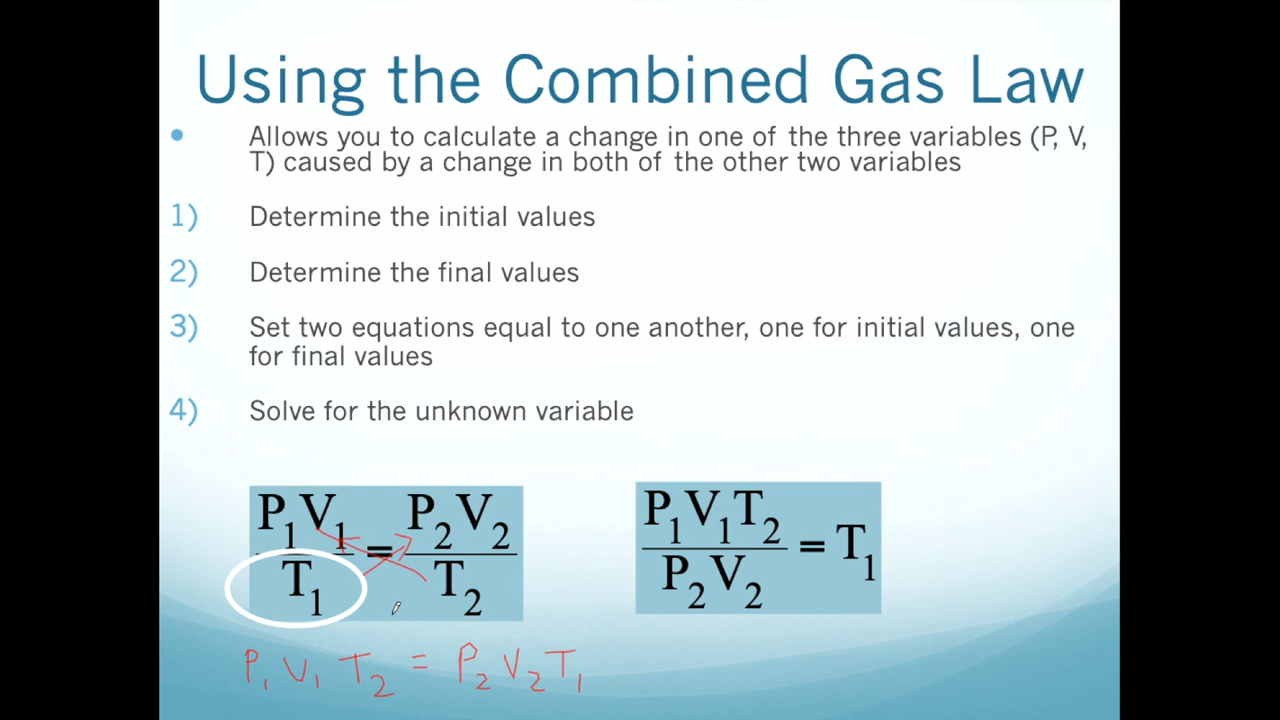 Using the Combined Gas Law
• Allows you to calculate a change in one of the three variables (P, V,
T) caused by a change in both of the other two variables
1) Determine the initial values
2) Determine the final values
3) Set two equations equal to one another, one for initial values, one
for final values
4) Solve for the unknown variable
P₁V₁/T₁ = P₂V₂/T₂
P₁V₁T₂/P₂V₂ = T₁
P₁ V₁ T₂ = P₂ V₂ T₁